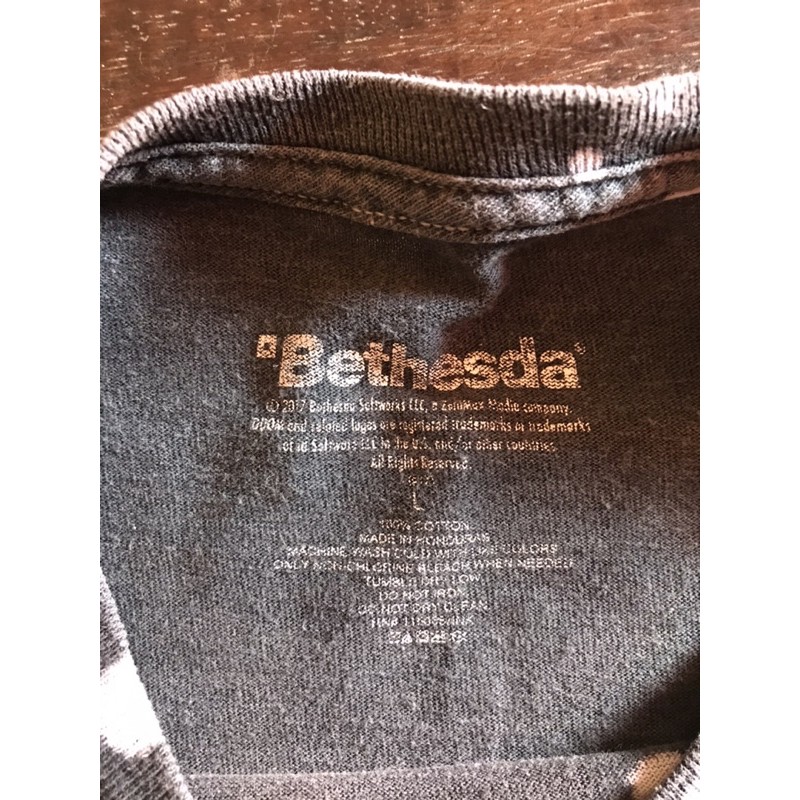 Bethesda®
© 2017 Bethesda Softworks LLC, a ZeniMax Media company.
DOOM and related logos are registered trademarks or trademarks
of id Software LLC in the U.S. and/or other countries.
All Rights Reserved.
L
100% COTTON
MADE IN HONDURAS
MACHINE WASH COLD WITH LIKE COLORS
ONLY NON-CHLORINE BLEACH WHEN NEEDED
TUMBLE DRY LOW
DO NOT IRON
DO NOT DRY CLEAN